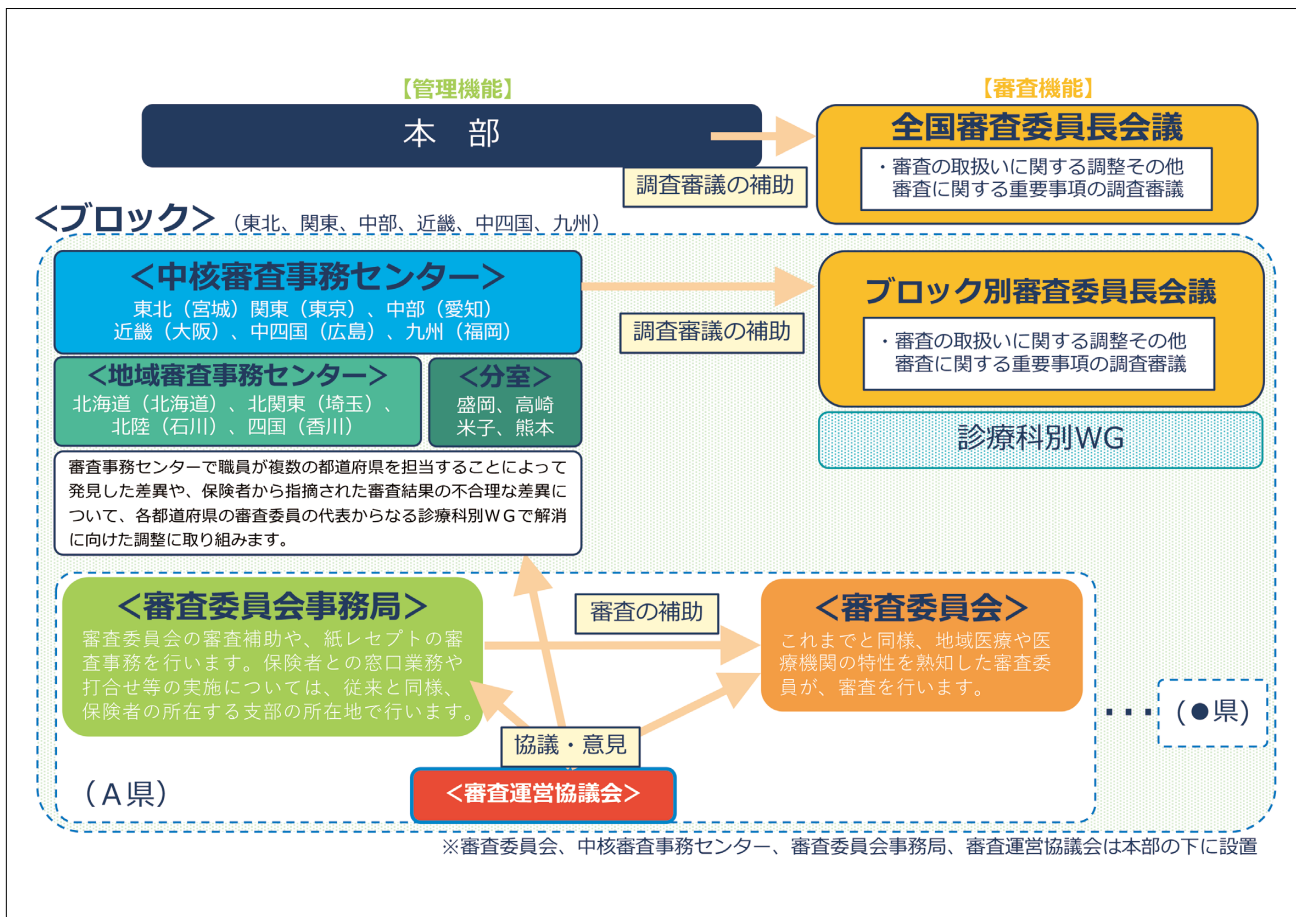 【管理機能】
【審査機能】
本 部
全国審査委員長会議
・審査の取扱いに関する調整その他
審査に関する重要事項の調査審議
調査審議の補助
＜ブロック＞（東北、関東、中部、近畿、中四国、九州）
＜中核審査事務センター＞
東北（宮城）関東（東京）、中部（愛知）
近畿（大阪）、中四国（広島）、九州（福岡）
調査審議の補助
ブロック別審査委員長会議
・審査の取扱いに関する調整その他
審査に関する重要事項の調査審議
＜地域審査事務センター＞
北海道（北海道）、北関東（埼玉）、
北陸（石川）、四国（香川）
＜分室＞
盛岡、高崎
米子、熊本
診療科別WG
審査事務センターで職員が複数の都道府県を担当することによって
発見した差異や、保険者から指摘された審査結果の不合理な差異に
ついて、各都道府県の審査委員の代表からなる診療科別ＷＧで解消
に向けた調整に取り組みます。
＜審査委員会事務局＞
審査委員会の審査補助や、紙レセプトの審
査事務を行います。保険者との窓口業務や
打合せ等の実施については、従来と同様、
保険者の所在する支部の所在地で行います。
審査の補助
＜審査委員会＞
これまでと同様、地域医療や医
療機関の特性を熟知した審査委
員が、審査を行います。
･･･
(●県)
協議・意見
＜審査運営協議会＞
（Ａ県）
※審査委員会、中核審査事務センター、審査委員会事務局、審査運営協議会は本部の下に設置